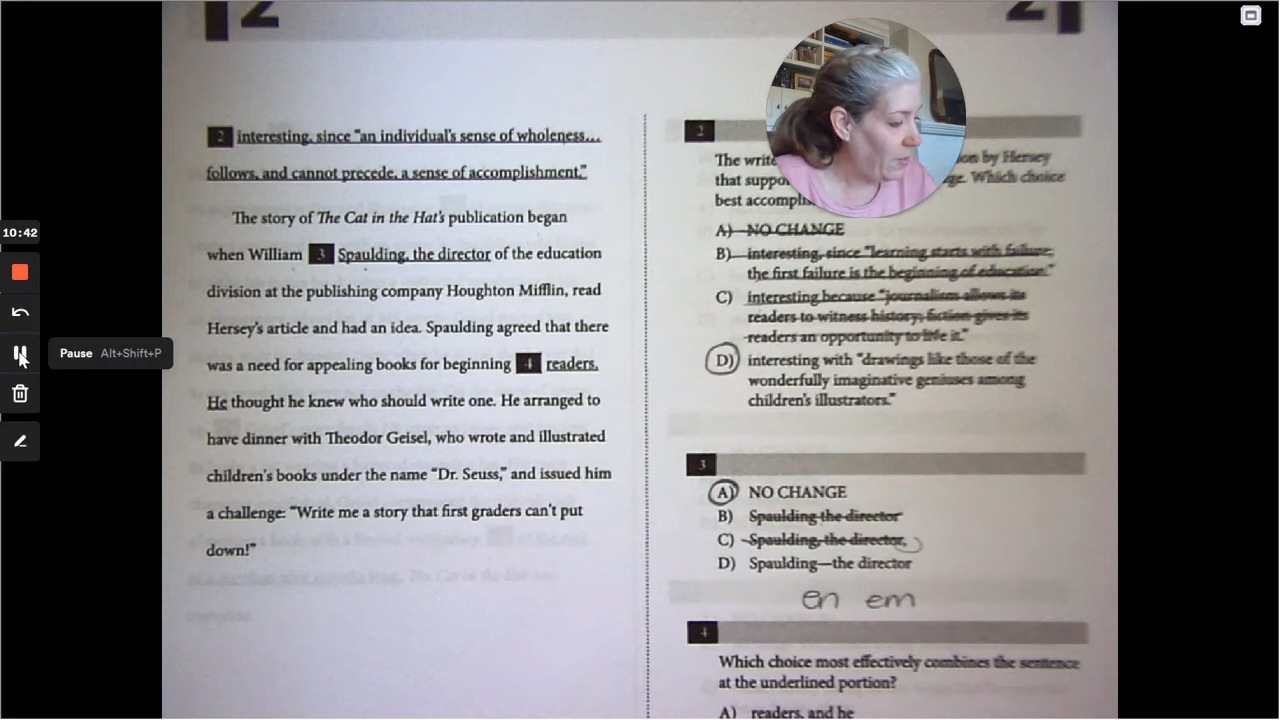 2 2
2 interesting, since "an individual's sense of wholeness...
follows, and cannot precede, a sense of accomplishment."
The story of The Cat in the Hat's publication began
when William 3 Spaulding, the director of the education
division at the publishing company Houghton Mifflin, read
Hersey's article and had an idea. Spaulding agreed that there
was a need for appealing books for beginning 4 readers.
He thought he knew who should write one. He arranged to
have dinner with Theodor Geisel, who wrote and illustrated
children's books under the name "Dr. Seuss," and issued him
a challenge: "Write me a story that first graders can't put
down!"
2
The by Hersey
that Which choice
best
A) NO CHANGE
B) interesting, since "learning starts with failure;
the first failure is the beginning of education."
C) interesting because "journalism allows its
readers to witness history; fiction gives its
readers an opportunity to live it."
D) interesting with "drawings like those of the
wonderfully imaginative geniuses among
children's illustrators."
3
A) NO CHANGE
B) Spaulding the director
C) Spaulding, the director,
D) Spaulding—the director
en em
4
Which choice most effectively combines the sentence
at the underlined portion?
A) readers, and he
10:42
Pause Alt+Shift+P